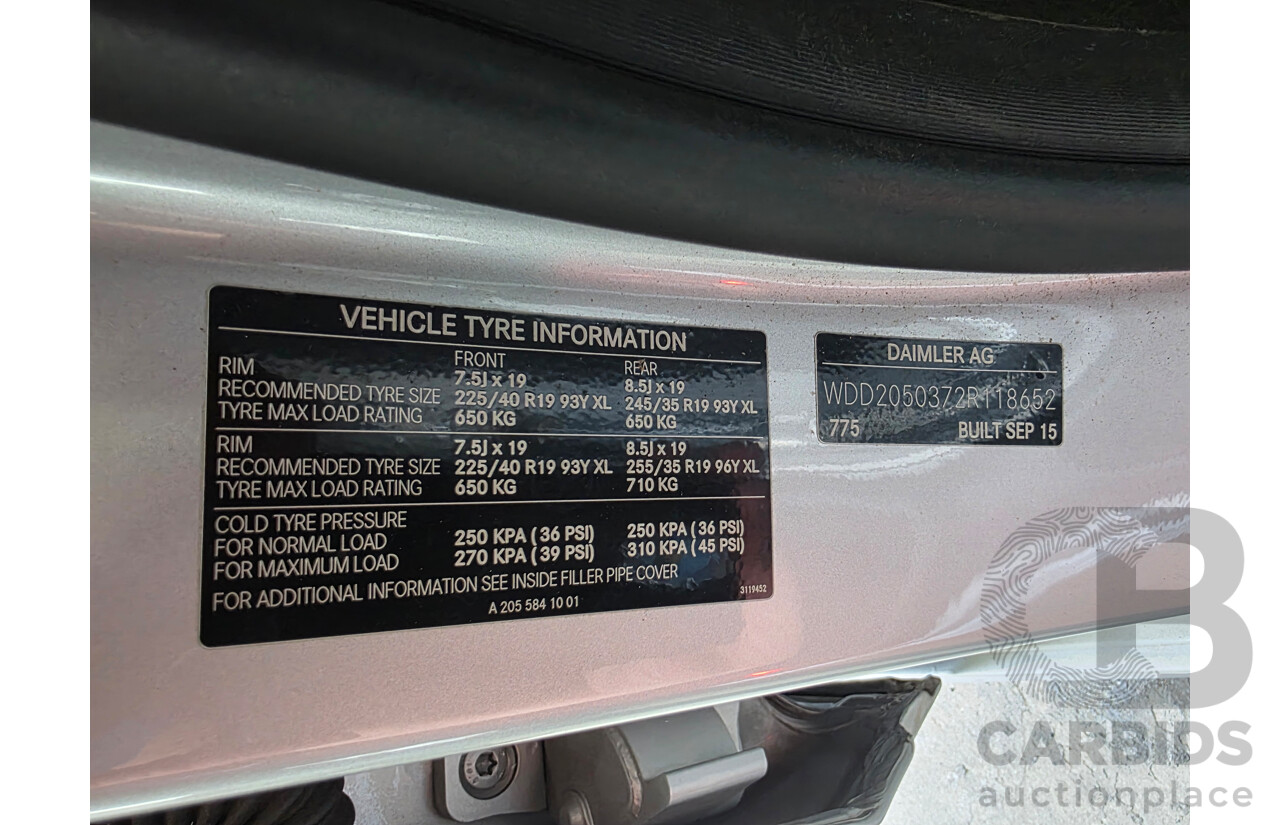 VEHICLE TYRE INFORMATION
FRONT REAR
RIM 7.5J x 19 8.5J x 19
RECOMMENDED TYRE SIZE 225/40 R19 93Y XL 245/35 R19 93Y XL
TYRE MAX LOAD RATING 650 KG 650 KG
RIM 7.5J x 19 8.5J x 19
RECOMMENDED TYRE SIZE 225/40 R19 93Y XL 255/35 R19 96Y XL
TYRE MAX LOAD RATING 650 KG 710 KG
COLD TYRE PRESSURE
FOR NORMAL LOAD 250 KPA ( 36 PSI) 250 KPA ( 36 PSI)
FOR MAXIMUM LOAD 270 KPA ( 39 PSI) 310 KPA ( 45 PSI)
FOR ADDITIONAL INFORMATION SEE INSIDE FILLER PIPE COVER
A 205 584 10 01
3119452
DAIMLER AG
WDD2050372R118652
775 BUILT SEP 15
CB
CARBIDS
auctionplace